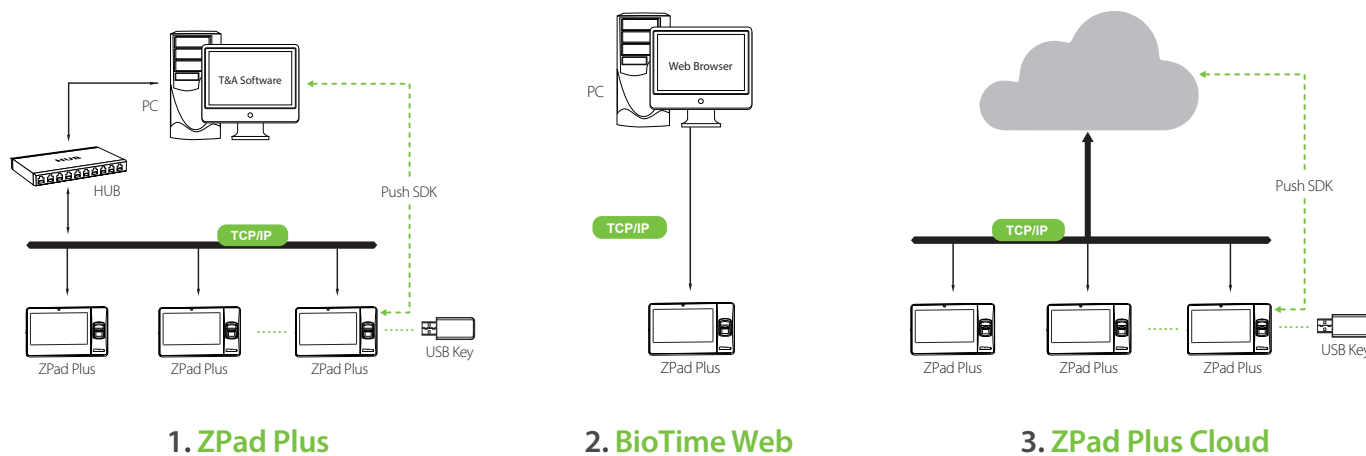 T&A Software
PC
HUB
HUB
Push SDK
TCP/IP
ZPad Plus
ZPad Plus
ZPad Plus
USB Key
1. ZPad Plus
Web Browser
PC
TCP/IP
ZPad Plus
2. BioTime Web
Push SDK
TCP/IP
ZPad Plus
ZPad Plus
ZPad Plus
USB Key
3. ZPad Plus Cloud